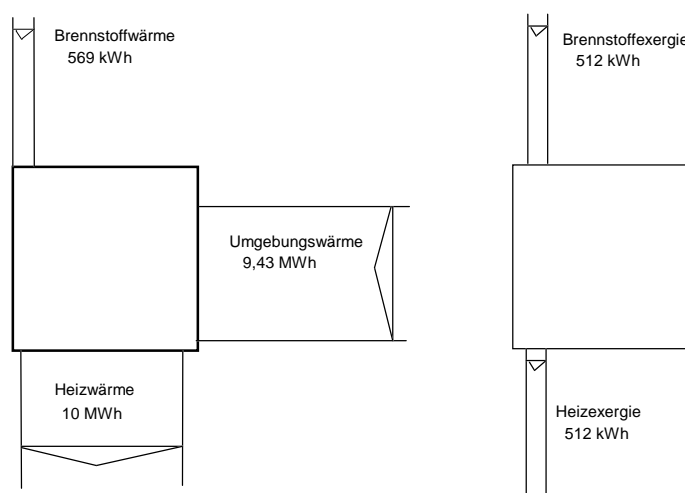 Brennstoffwärme
569 kWh
Umgebungswärme
9,43 MWh
Heizwärme
10 MWh
Brennstoffexergie
512 kWh
Heizexergie
512 kWh